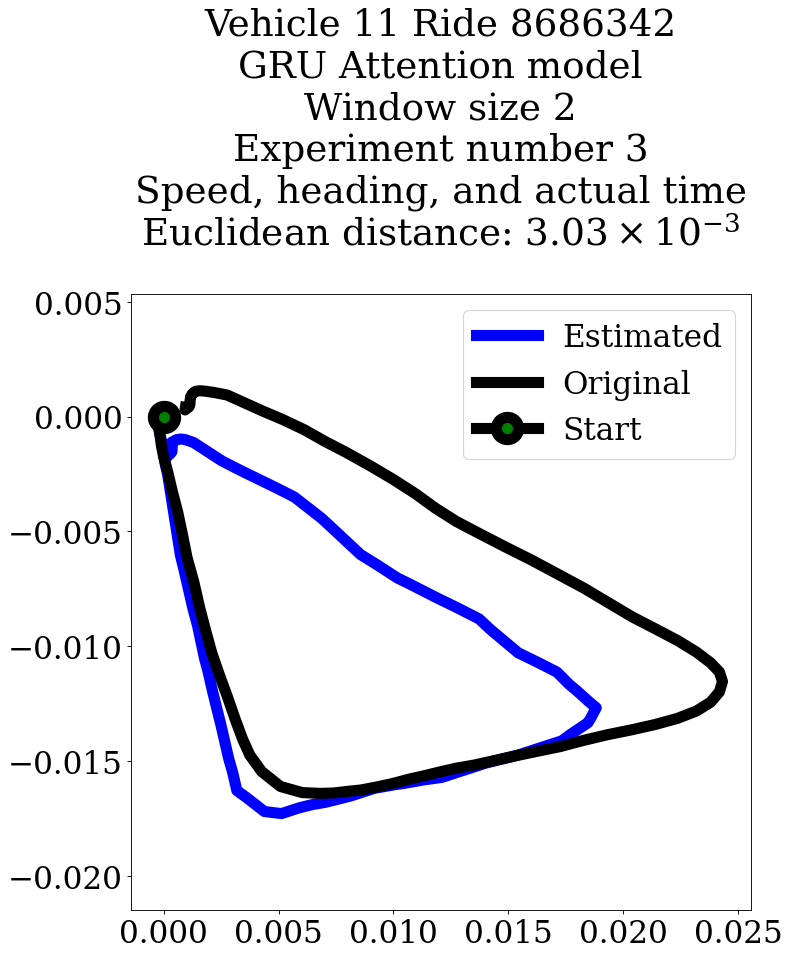 Vehicle 11 Ride 8686342
GRU Attention model
Window size 2
Experiment number 3
Speed, heading, and actual time
Euclidean distance: 3.03 × 10⁻³
Estimated
Original
Start
0.005
0.000
−0.005
−0.010
−0.015
−0.020
0.000 0.005 0.010 0.015 0.020 0.025